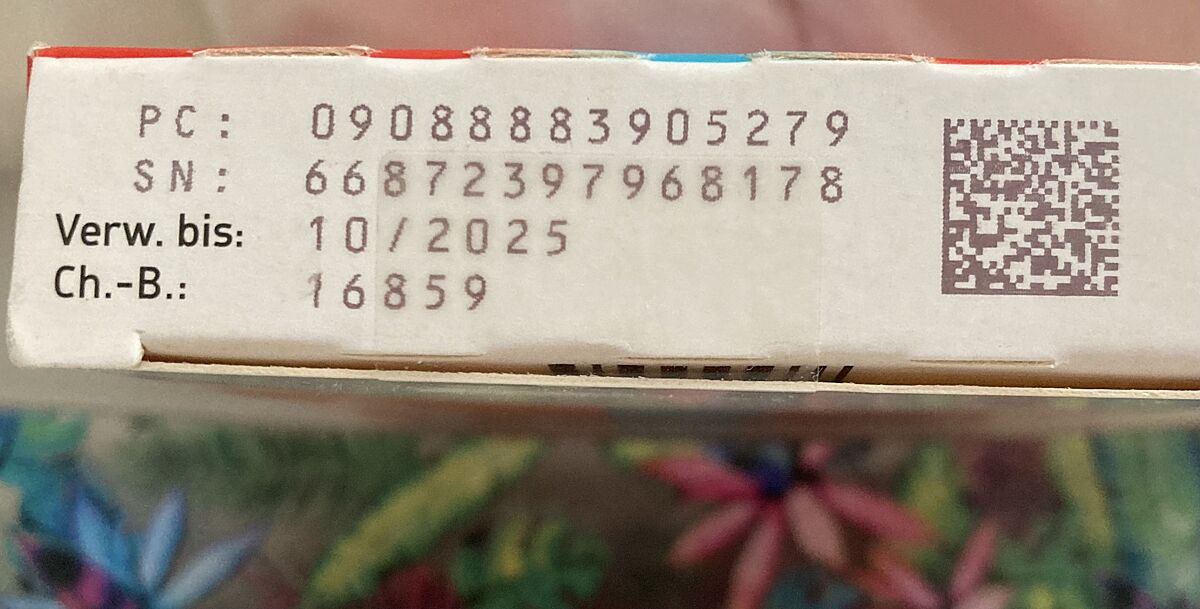 PC: 09088883905279
SN: 66872397968178
Verw. bis: 10/2025
Ch.-B.: 16859